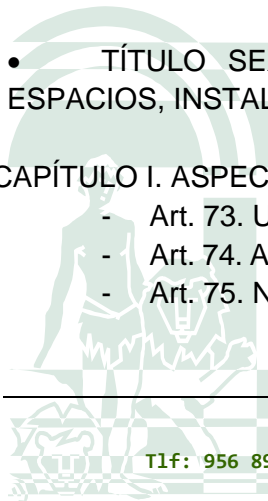 • TÍTULO SE
ESPACIOS, INSTAL
CAPÍTULO I. ASPEC
- Art. 73. U
- Art. 74. A
- Art. 75. N
Tlf: 956 89